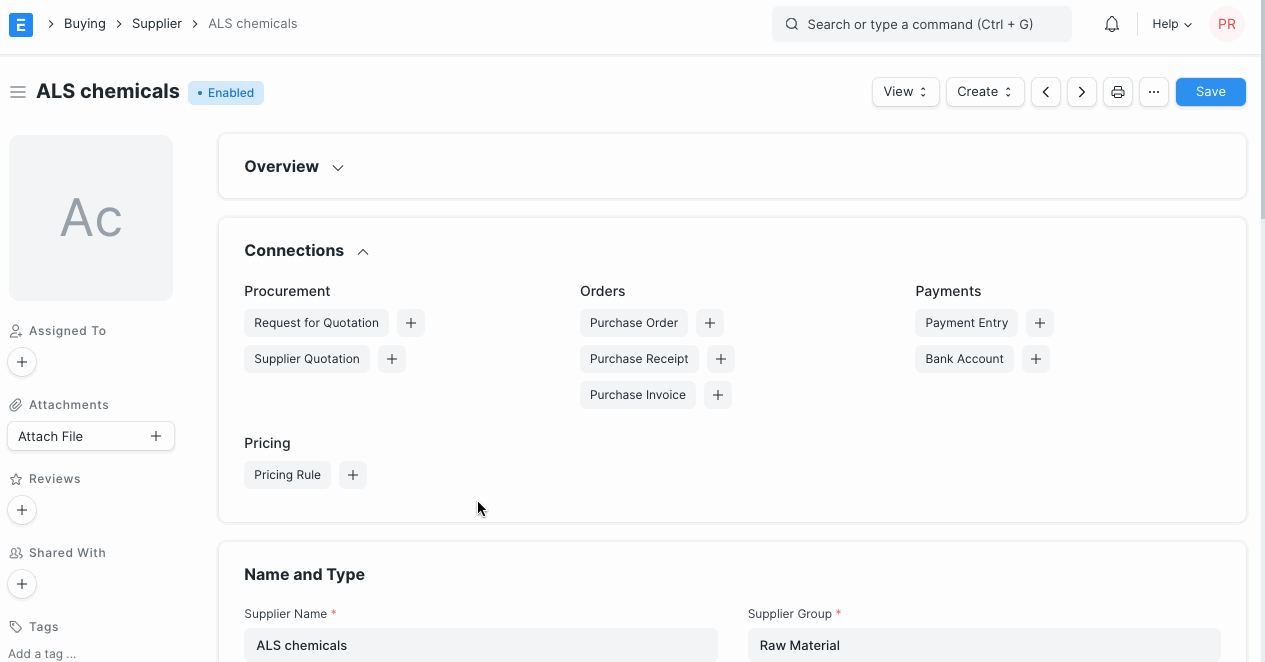 E Buying Supplier ALS chemicals Search or type a command (Ctrl + G) Help PR
ALS chemicals • Enabled View Create ... Save
Ac
Overview
Connections
Procurement Orders Payments
Request for Quotation + Purchase Order + Payment Entry +
Supplier Quotation + Purchase Receipt + Bank Account +
Purchase Invoice +
Pricing
Pricing Rule +
Assigned To
+
Attachments
Attach File +
Reviews
+
Shared With
+
Tags
Add a tag ...
Name and Type
Supplier Name * Supplier Group *
ALS chemicals Raw Material